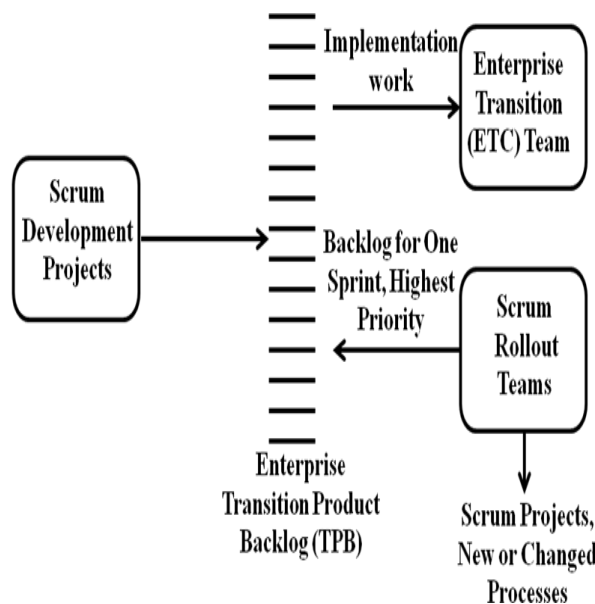 Scrum
Development
Projects
Implementation
work
Enterprise
Transition
(ETC) Team
Backlog for One
Sprint, Highest
Priority
Scrum
Rollout
Teams
Enterprise
Transition Product
Backlog (TPB)
Scrum Projects,
New or Changed
Processes